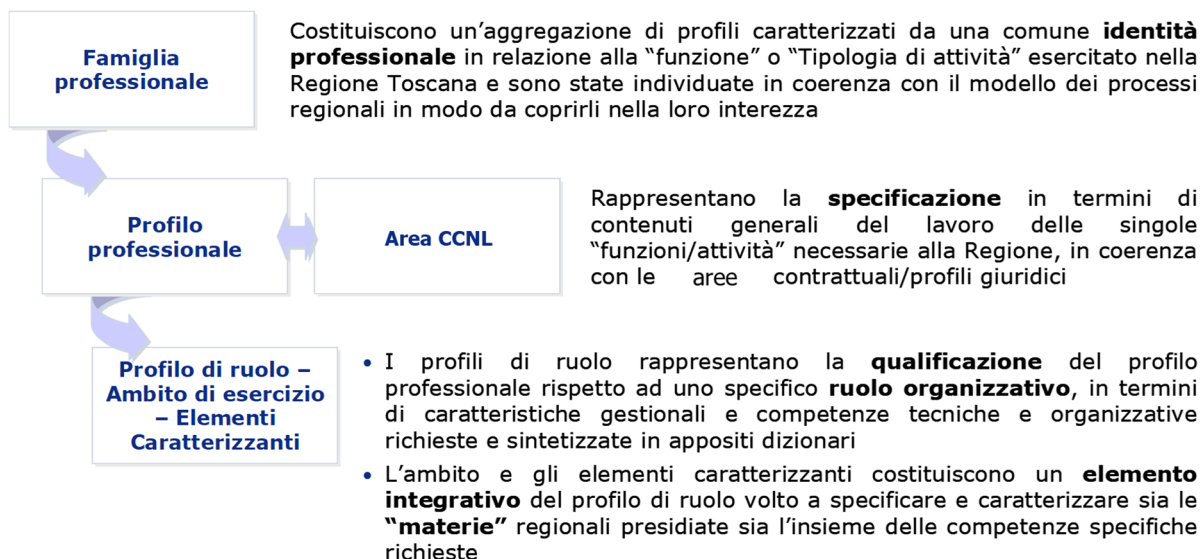 Famiglia
professionale
Costituiscono un’aggregazione di profili caratterizzati da una comune identità
professionale in relazione alla “funzione” o “Tipologia di attività” esercitato nella
Regione Toscana e sono state individuate in coerenza con il modello dei processi
regionali in modo da coprirli nella loro interezza
Profilo
professionale
Area CCNL
Rappresentano la specificazione in termini di
contenuti generali del lavoro delle singole
“funzioni/attività” necessarie alla Regione, in coerenza
con le aree contrattuali/profili giuridici
Profilo di ruolo –
Ambito di esercizio
– Elementi
Caratterizzanti
• I profili di ruolo rappresentano la qualificazione del profilo
professionale rispetto ad uno specifico ruolo organizzativo, in termini
di caratteristiche gestionali e competenze tecniche e organizzative
richieste e sintetizzate in appositi dizionari
• L’ambito e gli elementi caratterizzanti costituiscono un elemento
integrativo del profilo di ruolo volto a specificare e caratterizzare sia le
“materie” regionali presidiate sia l’insieme delle competenze specifiche
richieste